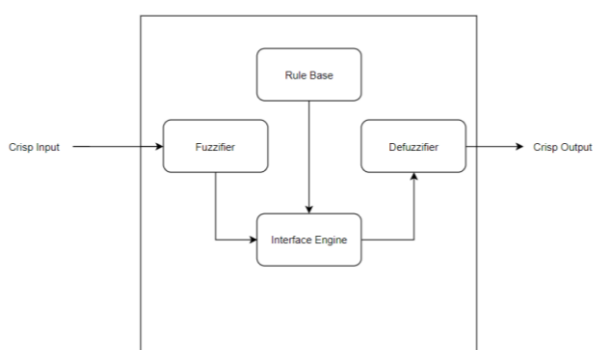 Rule Base
Crisp Input
Fuzzifier
Defuzzifier
Crisp Output
Interface Engine